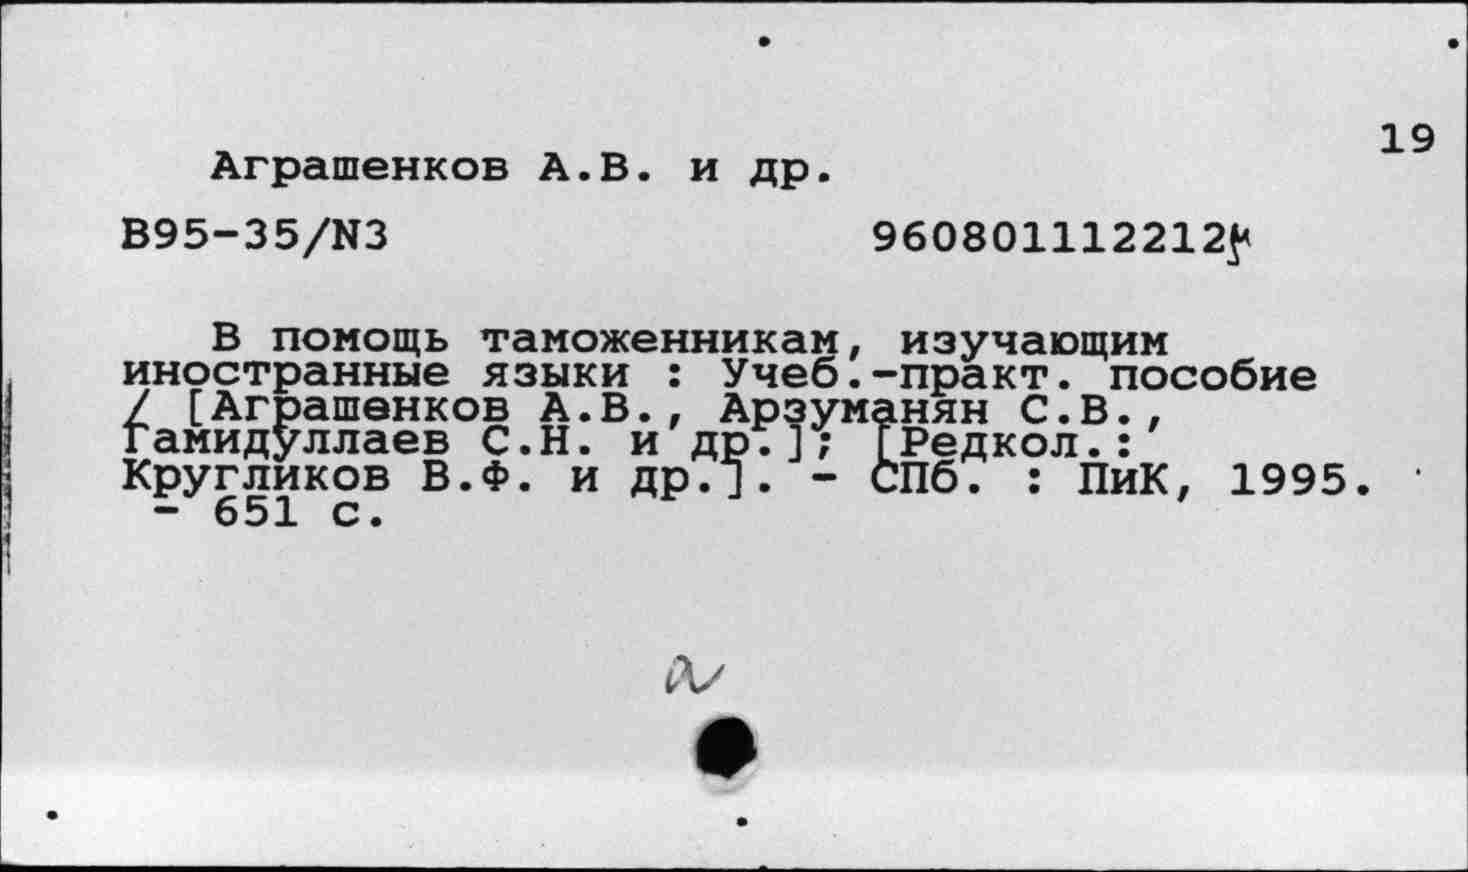 19
Аграшенков А.В. и др.
В95-35/N3 960801112212
В помощь таможенникам, изучающим
иностранные языки : Учеб.-практ. пособие
/ [Аграшенков А.В., Арзуманян С.В.,
Гамидуллаев С.Н. и др.]; [Редкол.:
Кругликов В.Ф. и др.]. - СПб. : ПиК, 1995.
- 651 с.